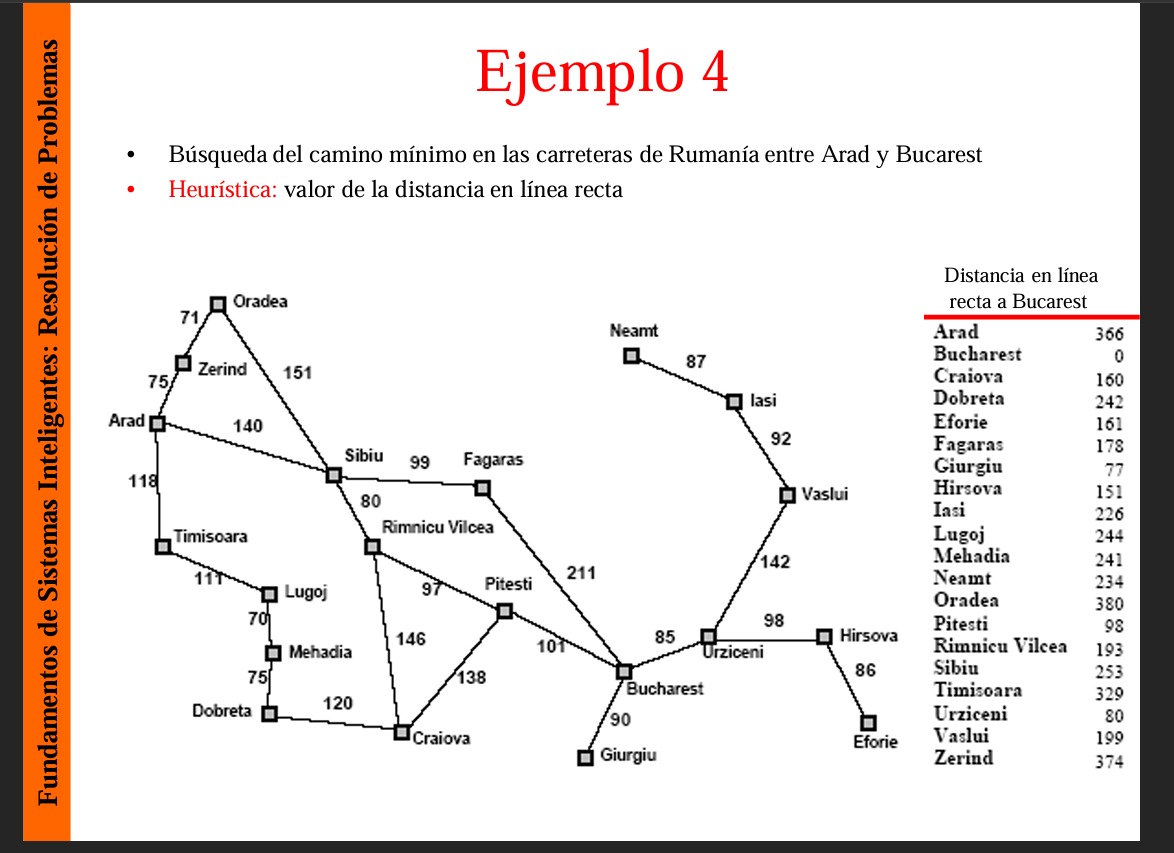 Fundamentos de Sistemas Inteligentes: Resolución de Problemas
Ejemplo 4
• Búsqueda del camino mínimo en las carreteras de Rumanía entre Arad y Bucarest
• Heurística: valor de la distancia en línea recta
Oradea
71
Zerind
75
151
Arad
140
118
Sibiu
99
Fagaras
80
Rimnicu Vilcea
Timisoara
111
Lugoj
70
Mehadia
75
Dobreta
120
Craiova
146
97
Pitesti
138
101
211
Bucharest
90
Giurgiu
85
Urziceni
98
Hirsova
86
Eforie
142
Vaslui
92
Iasi
87
Neamt
Distancia en línea
recta a Bucarest
Arad 366
Bucharest 0
Craiova 160
Dobreta 242
Eforie 161
Fagaras 178
Giurgiu 77
Hirsova 151
Iasi 226
Lugoj 244
Mehadia 241
Neamt 234
Oradea 380
Pitesti 98
Rimnicu Vilcea 193
Sibiu 253
Timisoara 329
Urziceni 80
Vaslui 199
Zerind 374